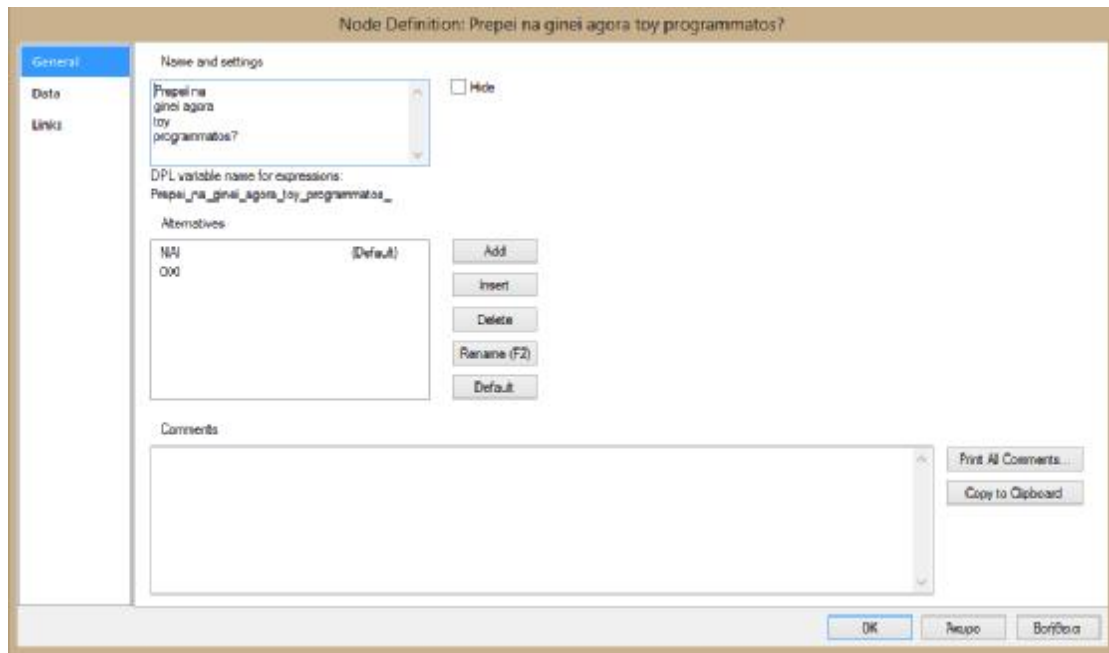 Node Definition: Prepei na ginei agora toy programmatos?
General
Data
Links
Name and settings
Prepei na
ginei agora
toy
programmatos?
Hide
DPL variable name for expressions:
Prepei_na_ginei_agora_toy_programmatos_
Alternatives
NAI (Default)
OXI
Add
Insert
Delete
Rename (F2)
Default
Comments
Print All Comments...
Copy to Clipboard
OK
Άκυρο
Βοήθεια